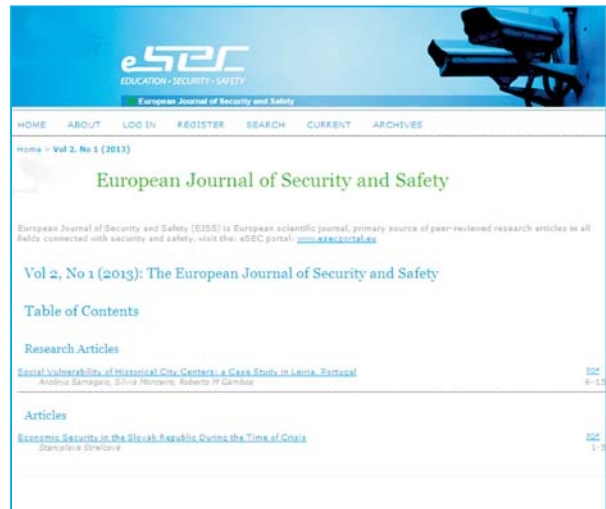 eSEC
EDUCATION - SECURITY - SAFETY
European Journal of Security and Safety
HOME ABOUT LOG IN REGISTER SEARCH CURRENT ARCHIVES
Home > Vol 2, No 1 (2013)
European Journal of Security and Safety
European Journal of Security and Safety (EJSS) is European scientific journal, primary source of peer-reviewed research articles in all
fields connected with security and safety. visit the: eSEC portal: www.esecportal.eu
Vol 2, No 1 (2013): The European Journal of Security and Safety
Table of Contents
Research Articles
Social Vulnerability of Historical City Centers: a Case Study in Leiria, Portugal PDF
António Samagaio, Sílvia Monteiro, Roberto M Gamboa 6-15
Articles
Economic Security in the Slovak Republic During the Time of Crisis PDF
Stanislava Strelcová 1-5